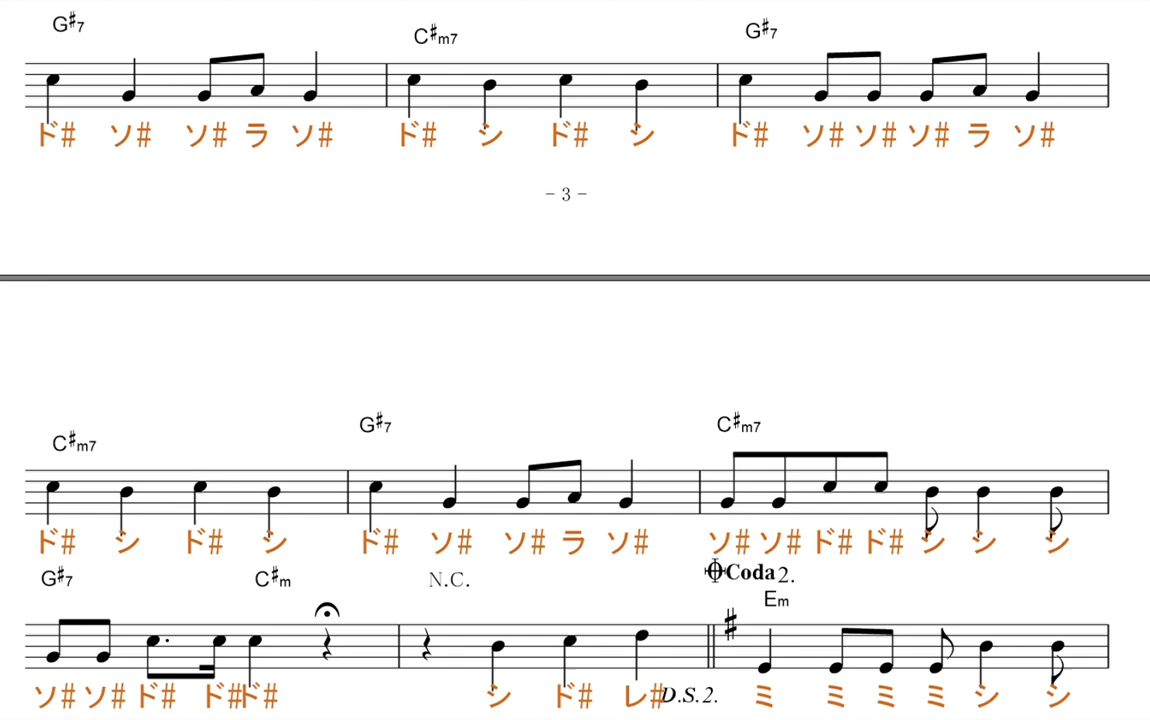 G#7 C#m7 G#7
ド# ソ# ソ# ラ ソ# ド# シ ド# シ ド# ソ# ソ# ソ# ラ ソ#
- 3 -
C#m7 G#7 C#m7
ド# シ ド# シ ド# ソ# ソ# ラ ソ# ソ# ソ# ド# ド# シ シ シ
G#7 C#m N.C. Coda 2.
Em
ソ# ソ# ド# ド# ド# シ ド# レ# D.S.2. ミ ミ ミ ミ シ シ